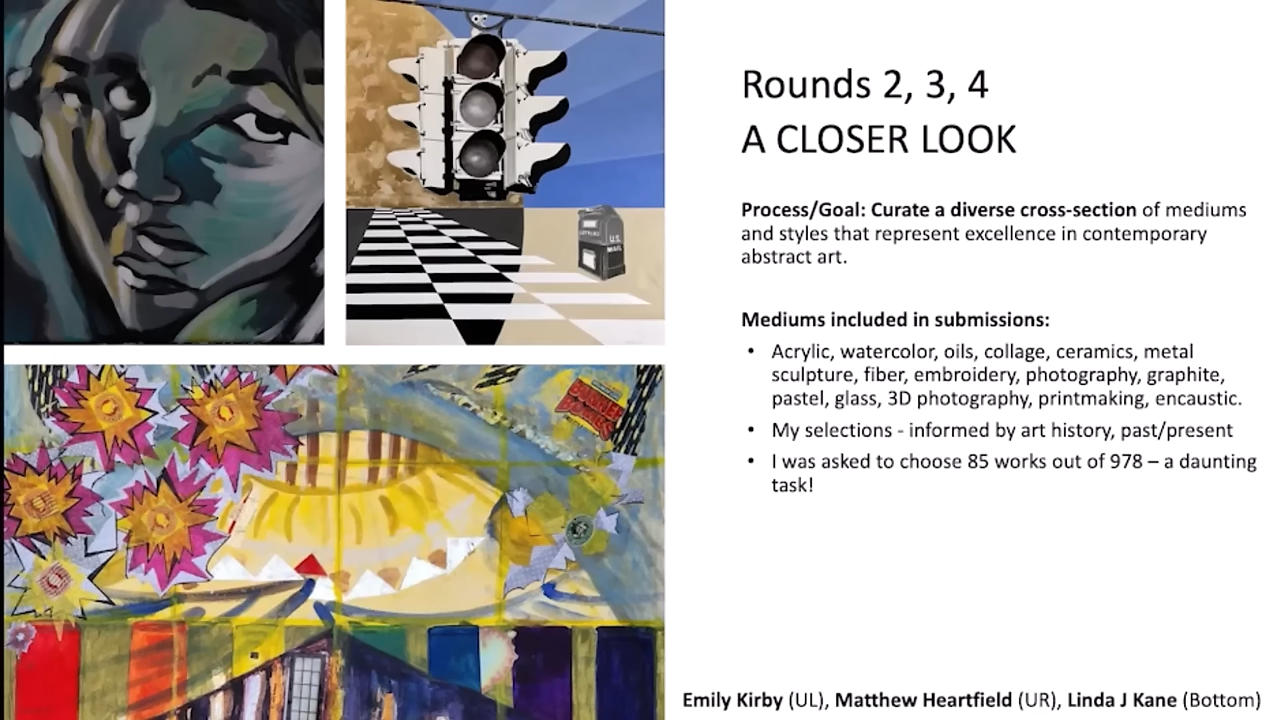 Rounds 2, 3, 4
A CLOSER LOOK
Process/Goal: Curate a diverse cross-section of mediums
and styles that represent excellence in contemporary
abstract art.
Mediums included in submissions:
• Acrylic, watercolor, oils, collage, ceramics, metal
sculpture, fiber, embroidery, photography, graphite,
pastel, glass, 3D photography, printmaking, encaustic.
• My selections - informed by art history, past/present
• I was asked to choose 85 works out of 978 – a daunting
task!
U.S.
MAIL
Emily Kirby (UL), Matthew Heartfield (UR), Linda J Kane (Bottom)